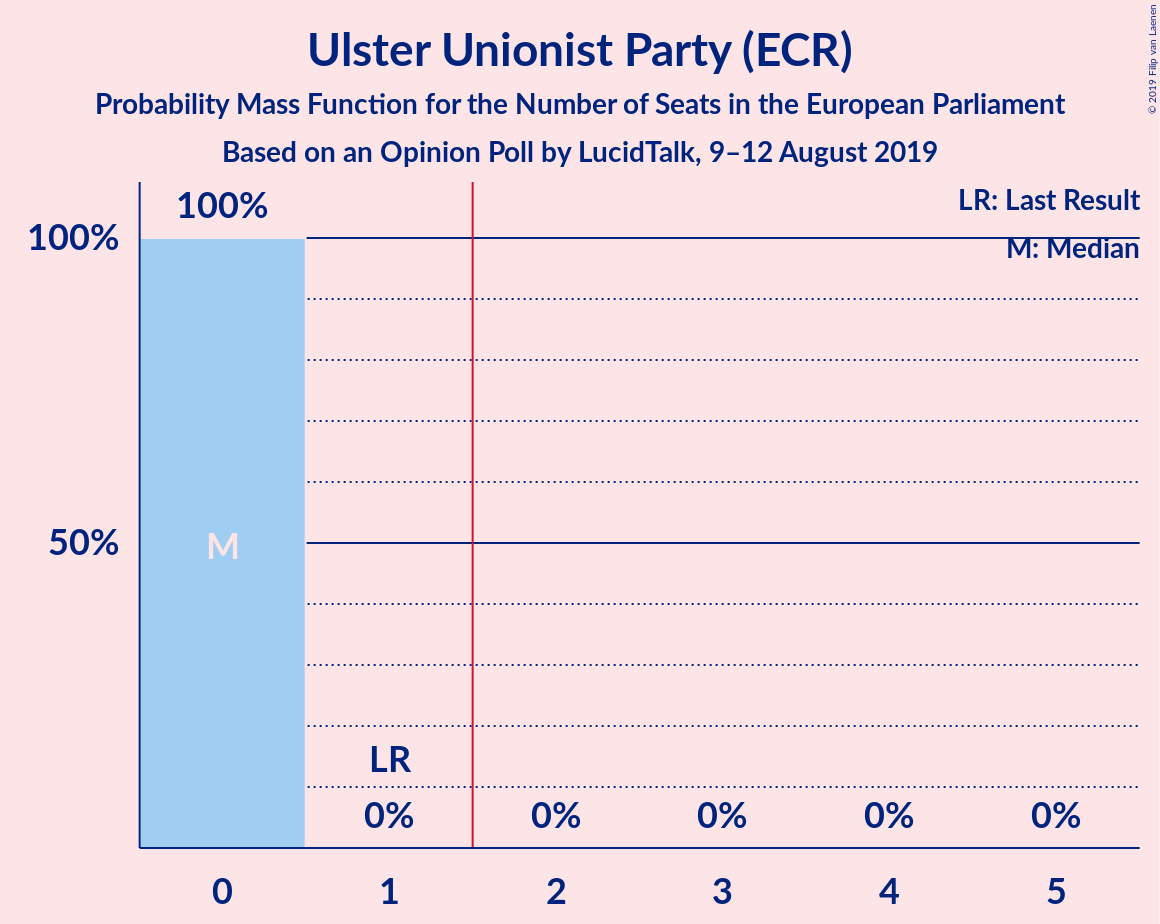 Ulster Unionist Party (ECR)
Probability Mass Function for the Number of Seats in the European Parliament
Based on an Opinion Poll by LucidTalk, 9–12 August 2019
© 2019 Filip van Laenen
LR: Last Result
M: Median
100%
100%
50%
M
LR
0%
0%
0%
0%
0%
0
1
2
3
4
5